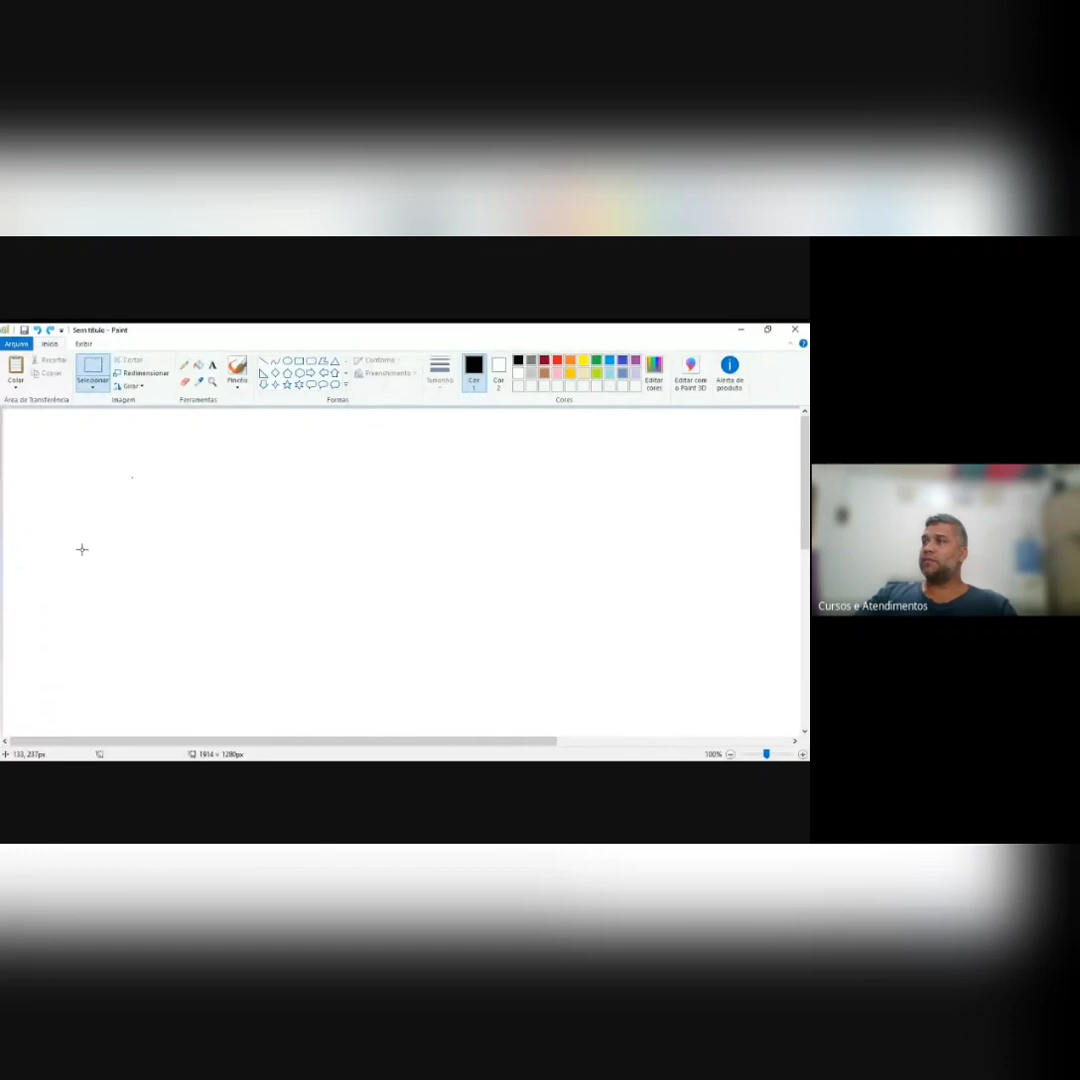 Sem título - Paint
Arquivo Início Exibir
Colar
Recortar
Copiar
Área de Transferência
Selecionar
Cortar
Redimensionar
Girar
Imagem
A
Ferramentas
Pincéis
Contorno
Preenchimento
Formas
Tamanho
Cor
1
Cor
2
Cores
Editar
cores
Editar com
o Paint 3D
Alerta de
produto
Cursos e Atendimentos
133, 237px
1914 × 1280px
100%